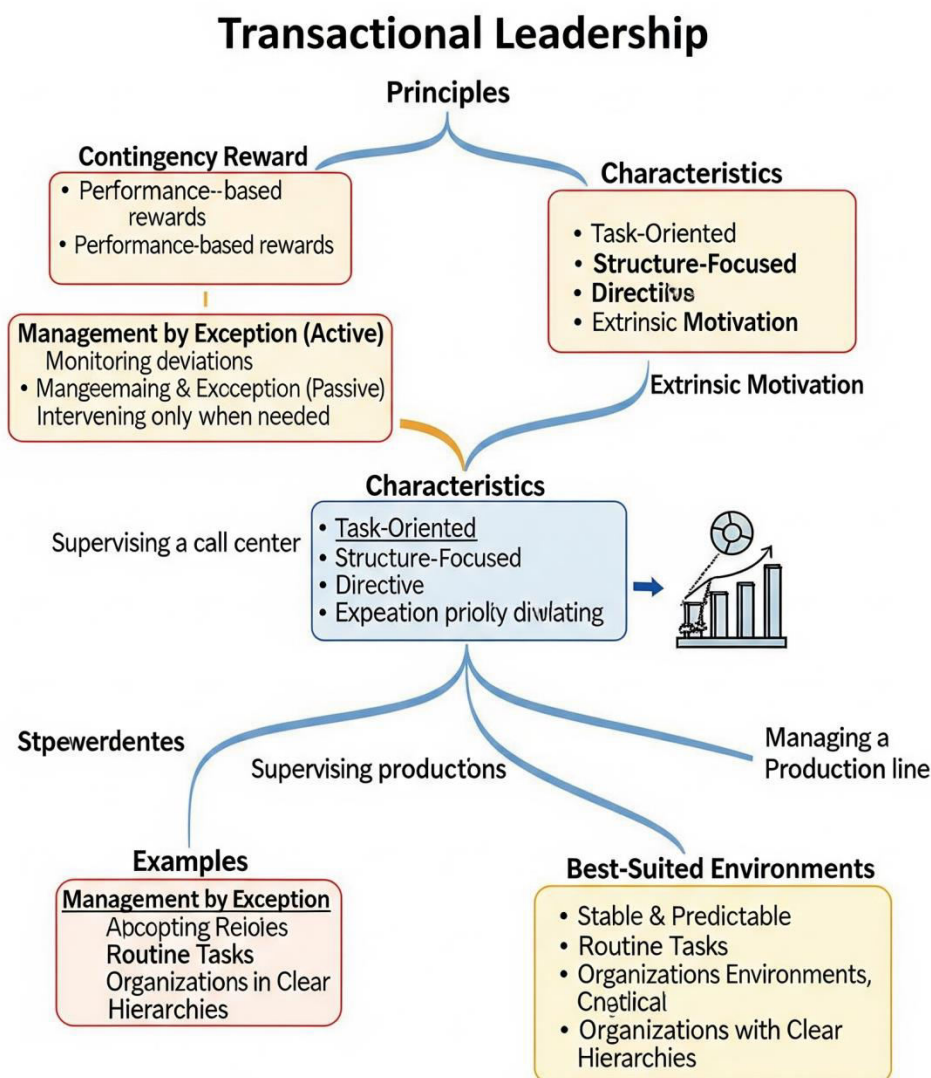 Transactional Leadership
Principles
Contingency Reward
• Performance--based
rewards
• Performance-based rewards
Characteristics
• Task-Oriented
• Structure-Focused
•
• Extrinsic Motivation
Management by Exception (Active)
Monitoring deviations
• Mangeemaing & Exocception (Passive)
Intervening only when needed
Extrinsic Motivation
Characteristics
Supervising a call center
• Task-Oriented
• Structure-Focused
• Directive
• Expeation
Stpewerdentes
Supervising productions
Managing a
Production line
Examples
Management by Exception
Routine Tasks
Organizations in Clear
Hierarchies
Best-Suited Environments
• Stable & Predictable
• Routine Tasks
• Organizations Environments,
• Organizations with Clear
Hierarchies